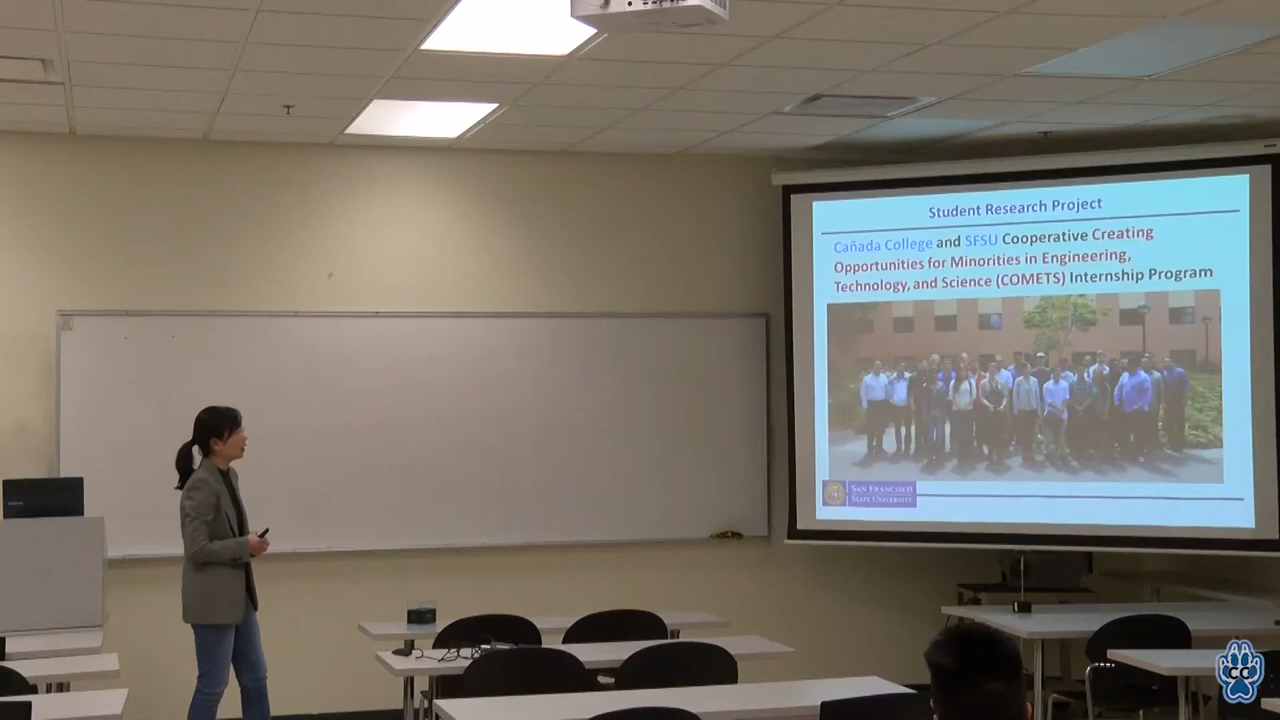 Student Research Project
Cañada College and SFSU Cooperative Creating
Opportunities for Minorities in Engineering,
Technology, and Science (COMETS) Internship Program
SAN FRANCISCO
STATE UNIVERSITY
CC